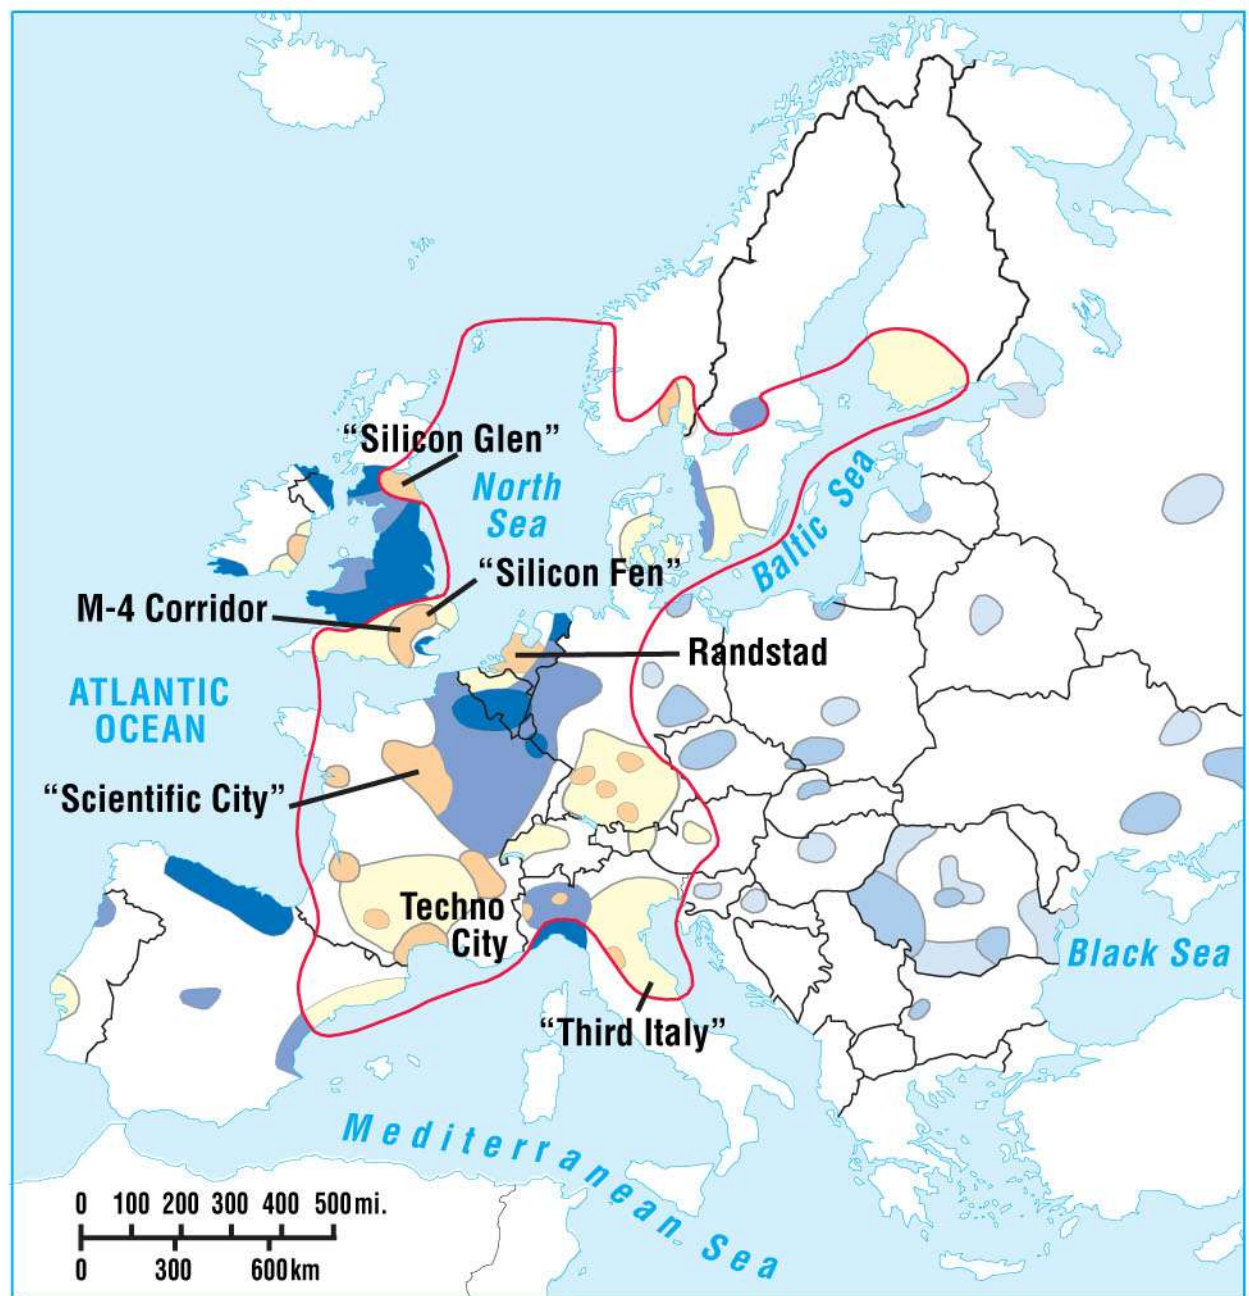 “Silicon Glen”
North
Sea
Baltic Sea
“Silicon Fen”
M-4 Corridor
Randstad
ATLANTIC
OCEAN
“Scientific City”
Techno
City
Black Sea
“Third Italy”
Mediterranean Sea
0 100 200 300 400 500 mi.
0 300 600 km